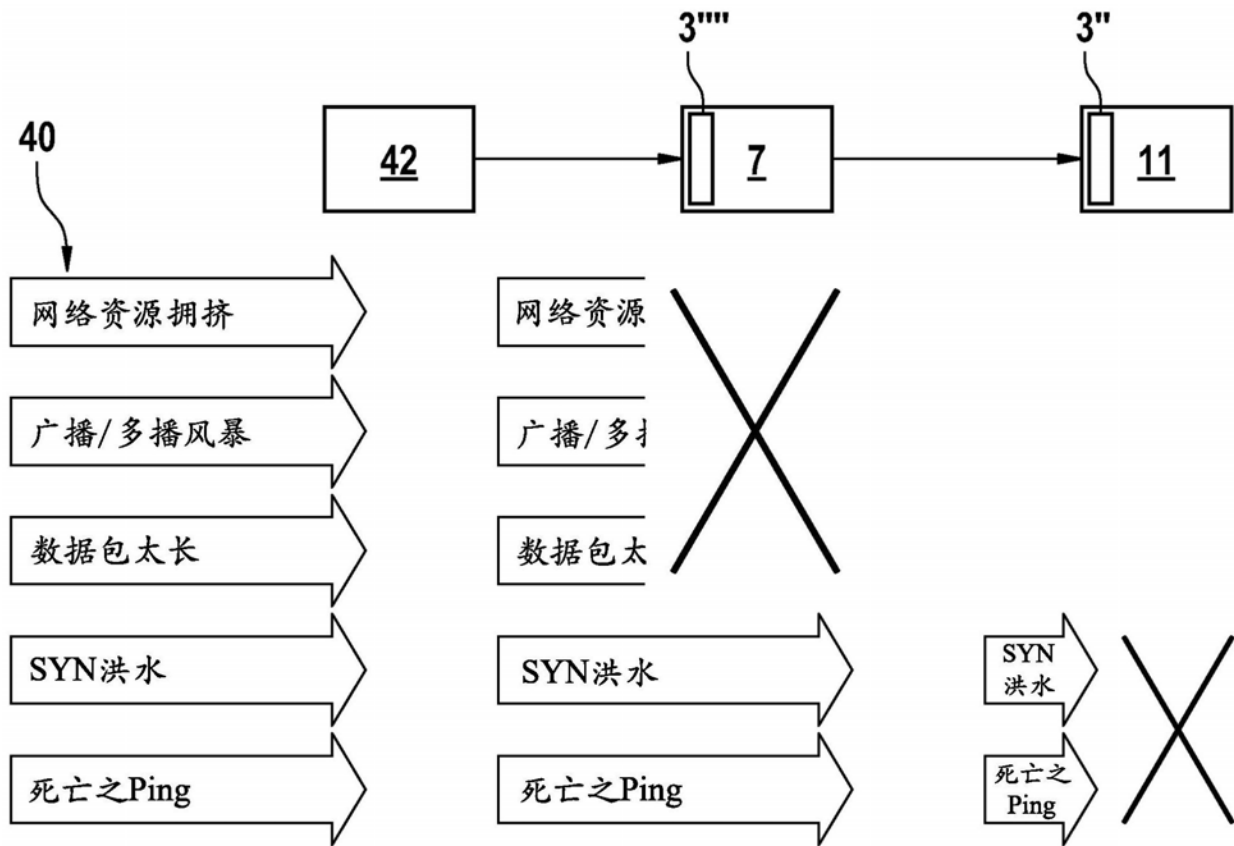 3'''' 3''
40
42 7 11
网络资源拥挤 网络资源
广播/多播风暴 广播/多
数据包太长 数据包太
SYN洪水 SYN洪水 SYN
洪水
死亡之Ping 死亡之Ping 死亡之
Ping